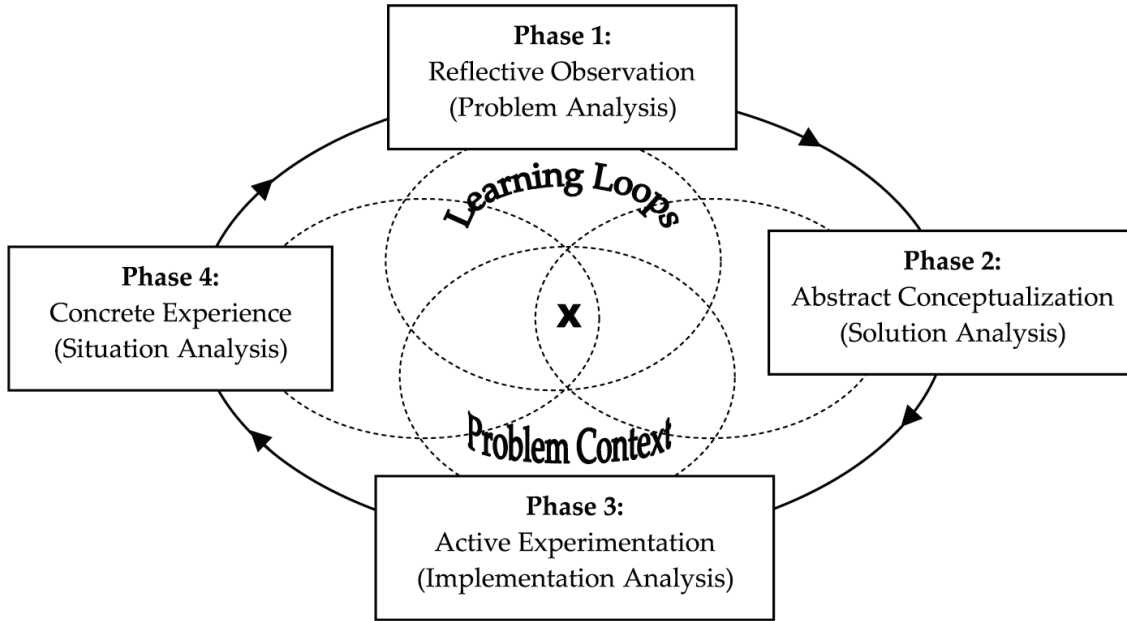 Phase 1:
Reflective Observation
(Problem Analysis)
Learning Loops
Phase 4:
Concrete Experience
(Situation Analysis)
x
Phase 2:
Abstract Conceptualization
(Solution Analysis)
Problem Context
Phase 3:
Active Experimentation
(Implementation Analysis)